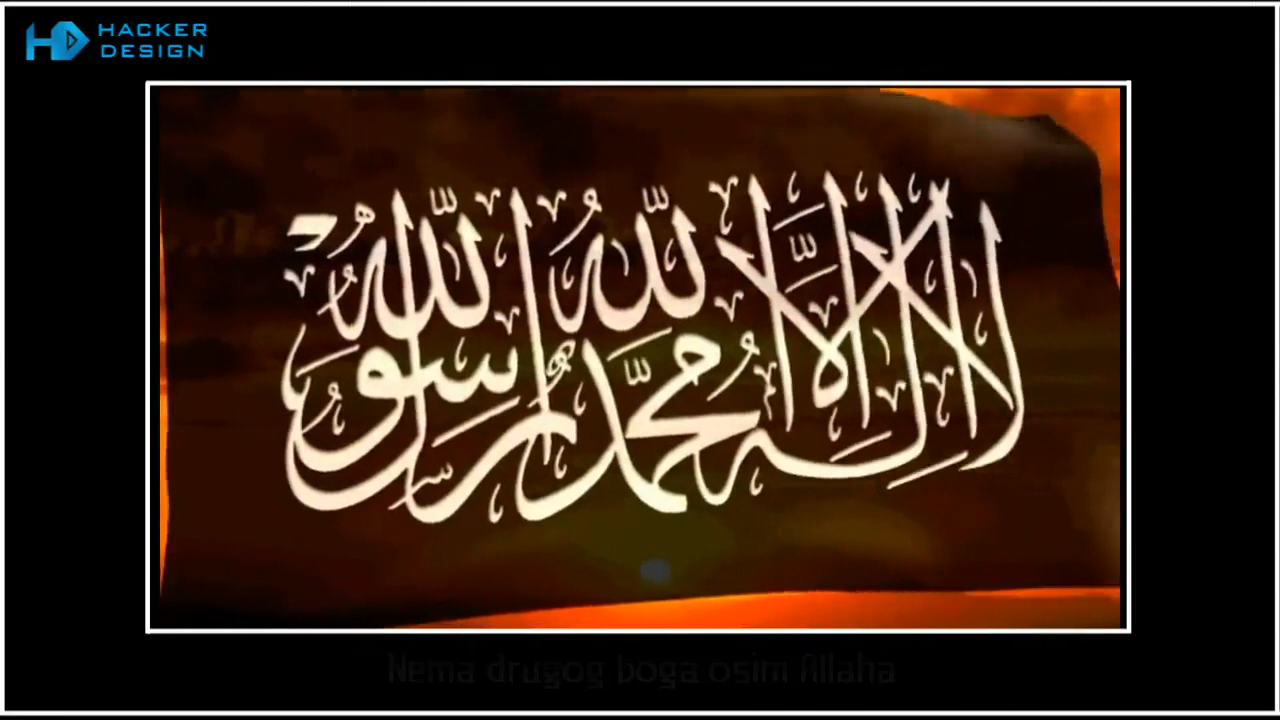 HACKER
DESIGN
لا إله إلا الله محمد رسول الله
Nema drugog boga osim Allaha